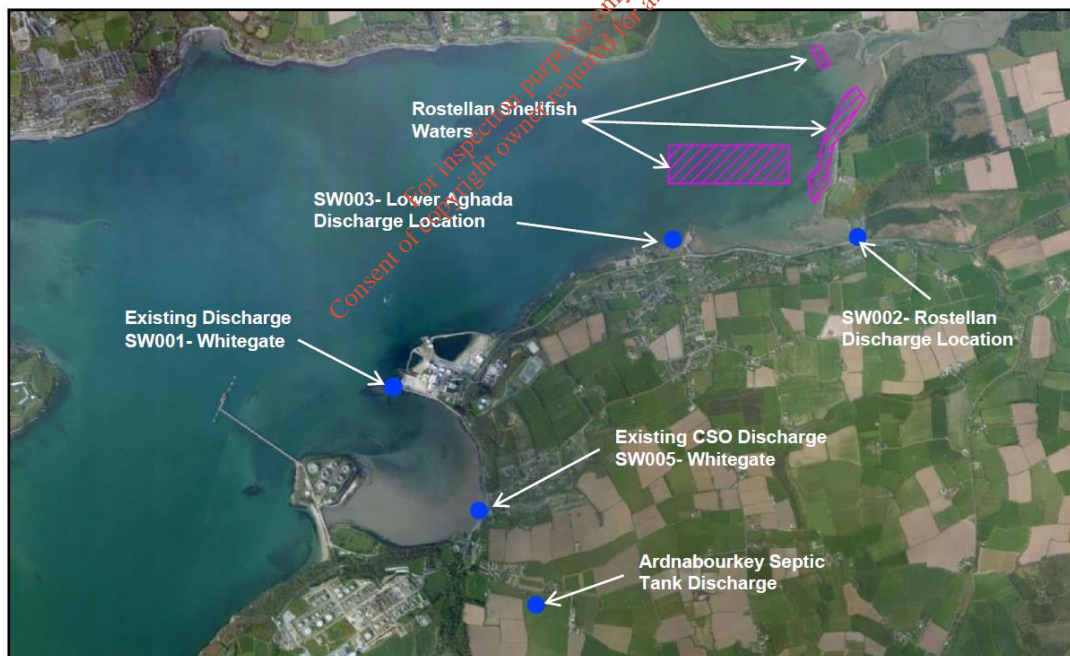 For inspection purposes only
Consent of copyright owner required for a
Rostellan Shellfish
Waters
SW003- Lower Aghada
Discharge Location
SW002- Rostellan
Discharge Location
Existing Discharge
SW001- Whitegate
Existing CSO Discharge
SW005- Whitegate
Ardnabourkey Septic
Tank Discharge